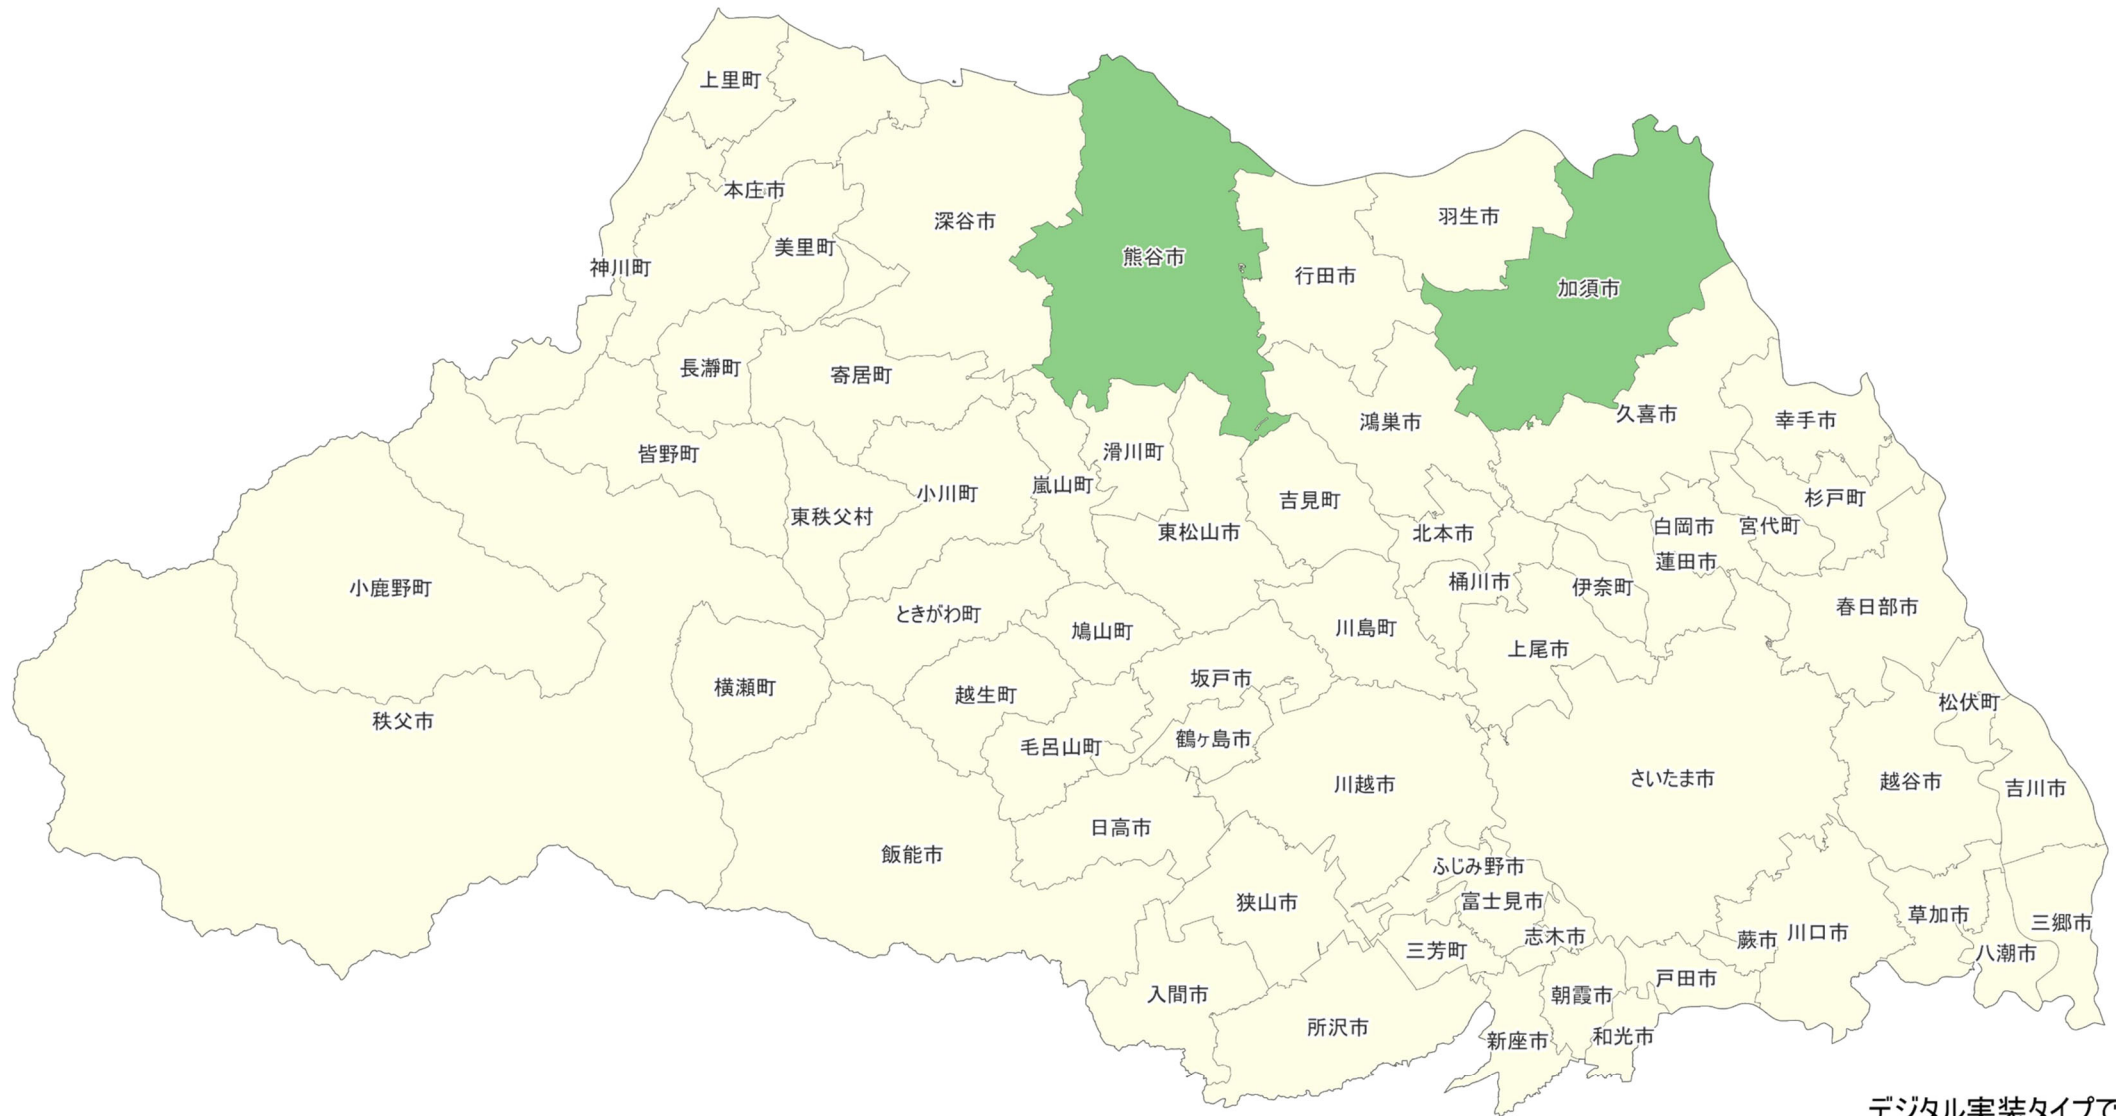 上里町
本庄市
深谷市
熊谷市
羽生市
神川町
美里町
行田市
加須市
長瀞町
寄居町
鴻巣市
久喜市
幸手市
皆野町
滑川町
小川町
嵐山町
吉見町
杉戸町
東秩父村
東松山市
北本市
白岡市
宮代町
蓮田市
小鹿野町
桶川市
伊奈町
ときがわ町
鳩山町
川島町
春日部市
上尾市
横瀬町
越生町
坂戸市
松伏町
秩父市
毛呂山町
鶴ヶ島市
川越市
さいたま市
越谷市
吉川市
日高市
飯能市
ふじみ野市
狭山市
富士見市
草加市
三郷市
志木市
蕨市
川口市
三芳町
八潮市
入間市
朝霞市
戸田市
所沢市
新座市
和光市
デジタル実装タイプで